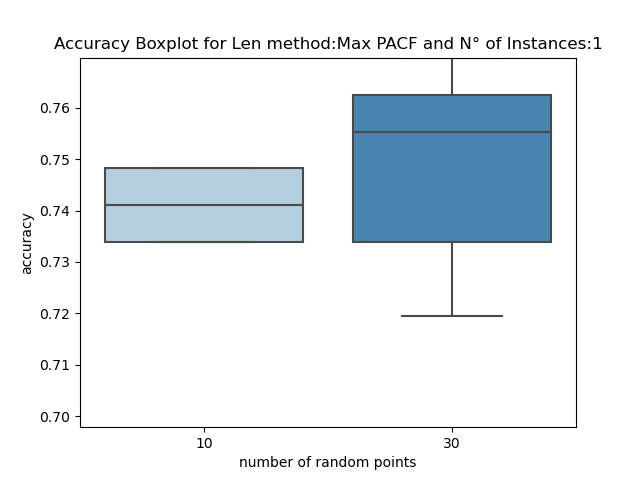 Accuracy Boxplot for Len method:Max PACF and N° of Instances:1
0.76
0.75
0.74
0.73
0.72
0.71
0.70
accuracy
10 30
number of random points